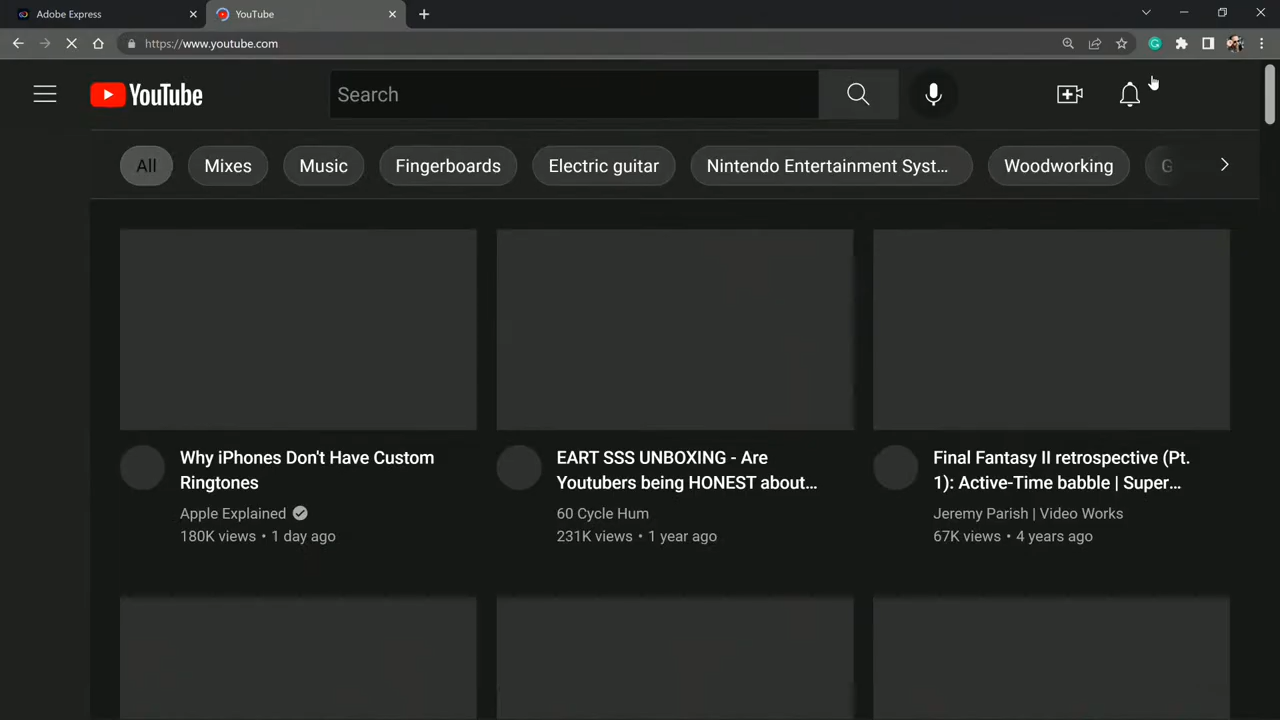 Adobe Express
YouTube
https://www.youtube.com
YouTube
Search
All
Mixes
Music
Fingerboards
Electric guitar
Nintendo Entertainment Syst...
Woodworking
G
Why iPhones Don't Have Custom
Ringtones
Apple Explained
180K views • 1 day ago
EART SSS UNBOXING - Are
Youtubers being HONEST about...
60 Cycle Hum
231K views • 1 year ago
Final Fantasy II retrospective (Pt.
1): Active-Time babble | Super...
Jeremy Parish | Video Works
67K views • 4 years ago